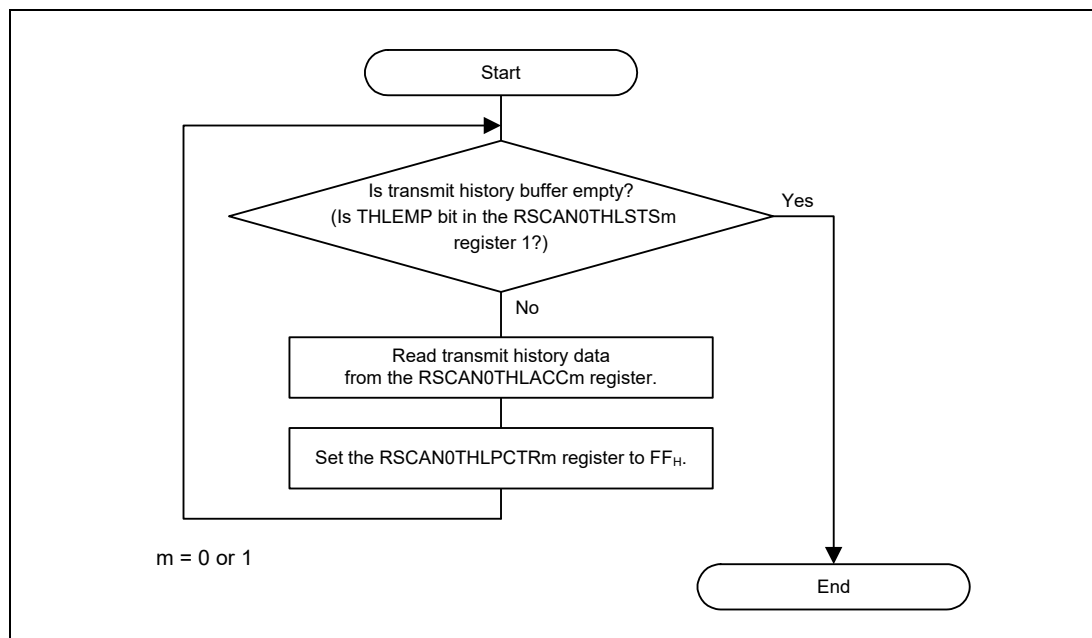 Start
Is transmit history buffer empty?
(Is THLEMP bit in the RSCAN0THLSTSm
register 1?)
Yes
No
Read transmit history data
from the RSCAN0THLACCm register.
Set the RSCAN0THLPCTRm register to FFH.
m = 0 or 1
End